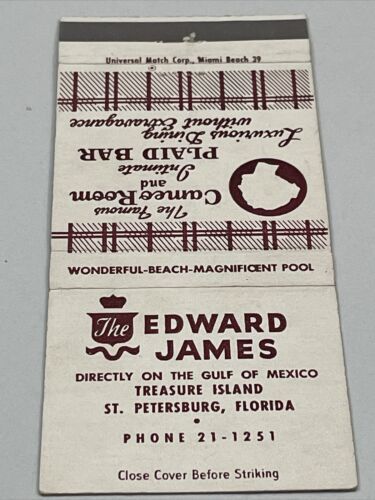 Universal Match Corp., Miami Beach 39
The Famous
Cameo Room
and
Intimate
PLAID BAR
Luxurious Dining
without Extravagance
WONDERFUL-BEACH-MAGNIFICENT POOL
The EDWARD
JAMES
DIRECTLY ON THE GULF OF MEXICO
TREASURE ISLAND
ST. PETERSBURG, FLORIDA
•
PHONE 21-1251
Close Cover Before Striking